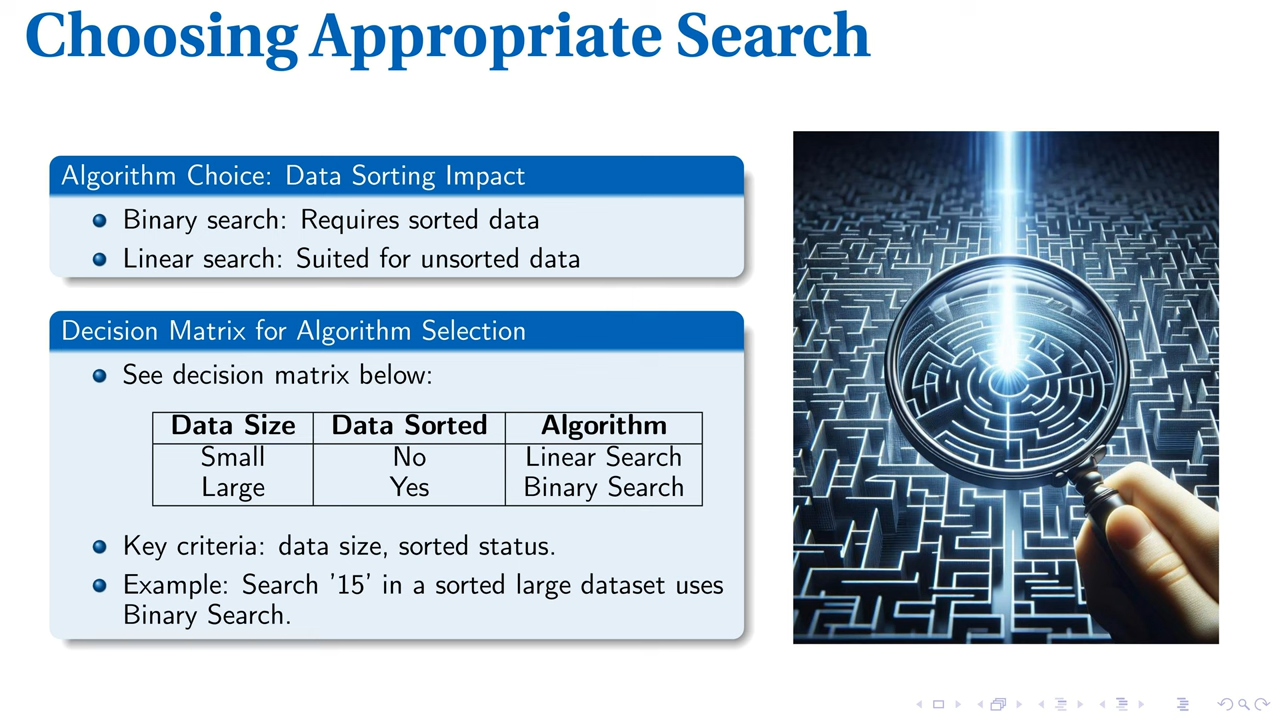 Choosing Appropriate Search
Algorithm Choice: Data Sorting Impact
Binary search: Requires sorted data
Linear search: Suited for unsorted data
Decision Matrix for Algorithm Selection
See decision matrix below:
Data Size Data Sorted Algorithm
Small No Linear Search
Large Yes Binary Search
Key criteria: data size, sorted status.
Example: Search '15' in a sorted large dataset uses
Binary Search.